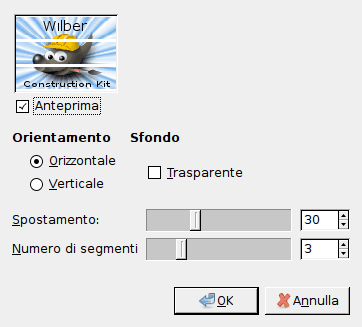 Wilber
Construction Kit
Anteprima
Orientamento Sfondo
Orizzontale
Trasparente
Verticale
Spostamento: 30
Numero di segmenti 3
OK Annulla